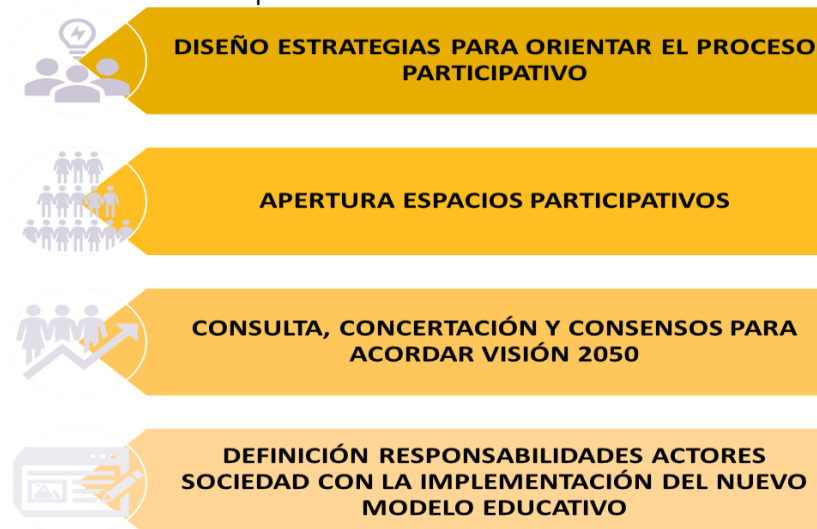 DISEÑO ESTRATEGIAS PARA ORIENTAR EL PROCESO
PARTICIPATIVO
APERTURA ESPACIOS PARTICIPATIVOS
CONSULTA, CONCERTACIÓN Y CONSENSOS PARA
ACORDAR VISIÓN 2050
DEFINICIÓN RESPONSABILIDADES ACTORES
SOCIEDAD CON LA IMPLEMENTACIÓN DEL NUEVO
MODELO EDUCATIVO